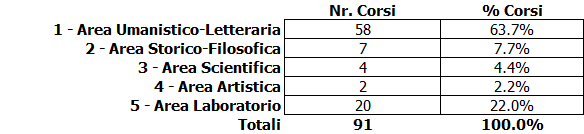 Nr. Corsi % Corsi
1 - Area Umanistico-Letteraria 58 63.7%
2 - Area Storico-Filosofica 7 7.7%
3 - Area Scientifica 4 4.4%
4 - Area Artistica 2 2.2%
5 - Area Laboratorio 20 22.0%
Totali 91 100.0%